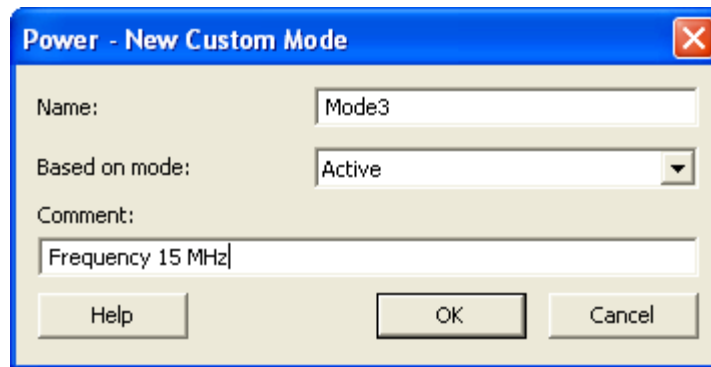 Power - New Custom Mode
Name: Mode3
Based on mode: Active
Comment:
Frequency 15 MHz
Help OK Cancel